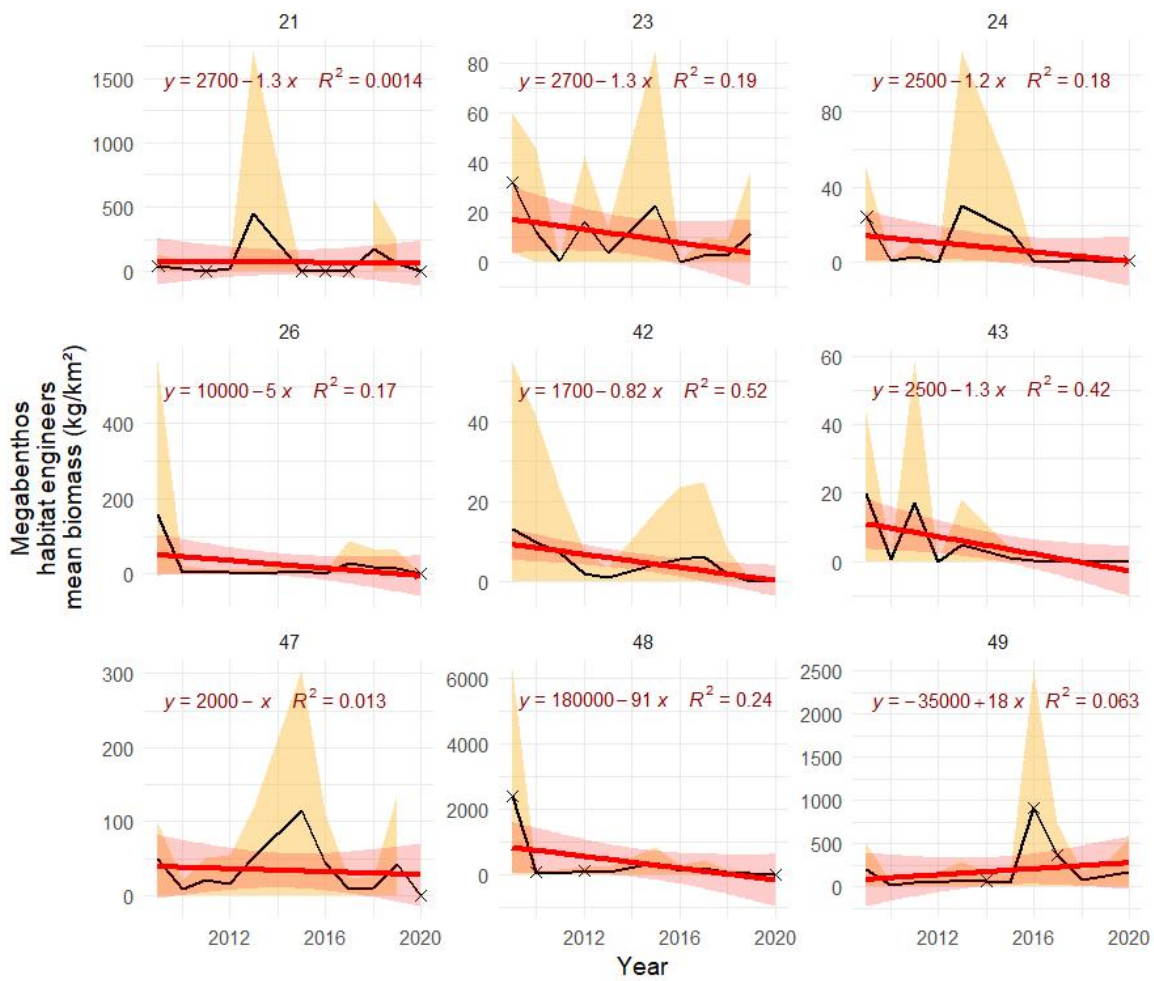 21
23
24
1500
1000
500
0
y = 2700 − 1.3 x R² = 0.0014
80
60
40
20
0
y = 2700 − 1.3 x R² = 0.19
80
40
0
y = 2500 − 1.2 x R² = 0.18
Megabenthos
habitat engineers
mean biomass (kg/km²)
26
42
43
400
200
0
y = 10000 − 5 x R² = 0.17
40
20
0
y = 1700 − 0.82 x R² = 0.52
60
40
20
0
y = 2500 − 1.3 x R² = 0.42
47
48
49
300
200
100
0
y = 2000 − x R² = 0.013
6000
4000
2000
0
y = 180000 − 91 x R² = 0.24
2500
2000
1500
1000
500
0
y = −35000 + 18 x R² = 0.063
2012 2016 2020
2012 2016 2020
2012 2016 2020
Year